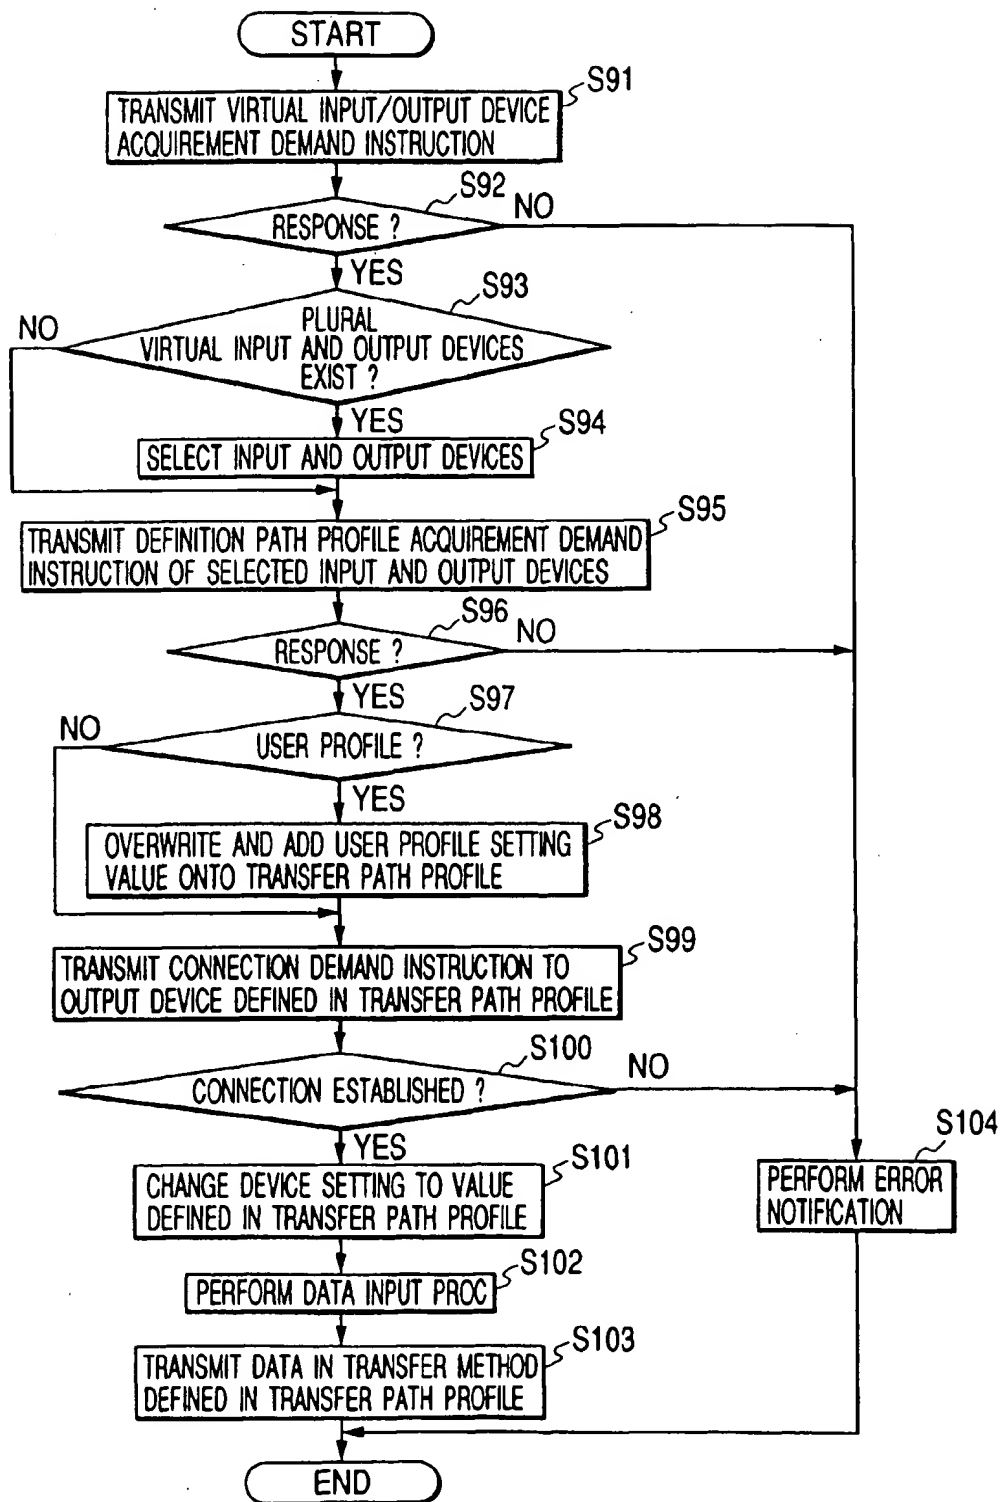 START
S91
TRANSMIT VIRTUAL INPUT/OUTPUT DEVICE
ACQUIREMENT DEMAND INSTRUCTION
S92
RESPONSE ?
NO
YES
S93
PLURAL
VIRTUAL INPUT AND OUTPUT DEVICES
EXIST ?
NO
YES
S94
SELECT INPUT AND OUTPUT DEVICES
S95
TRANSMIT DEFINITION PATH PROFILE ACQUIREMENT DEMAND
INSTRUCTION OF SELECTED INPUT AND OUTPUT DEVICES
S96
RESPONSE ?
NO
YES
S97
USER PROFILE ?
NO
YES
S98
OVERWRITE AND ADD USER PROFILE SETTING
VALUE ONTO TRANSFER PATH PROFILE
S99
TRANSMIT CONNECTION DEMAND INSTRUCTION TO
OUTPUT DEVICE DEFINED IN TRANSFER PATH PROFILE
S100
CONNECTION ESTABLISHED ?
NO
YES
S101
CHANGE DEVICE SETTING TO VALUE
DEFINED IN TRANSFER PATH PROFILE
S104
PERFORM ERROR
NOTIFICATION
S102
PERFORM DATA INPUT PROC
S103
TRANSMIT DATA IN TRANSFER METHOD
DEFINED IN TRANSFER PATH PROFILE
END